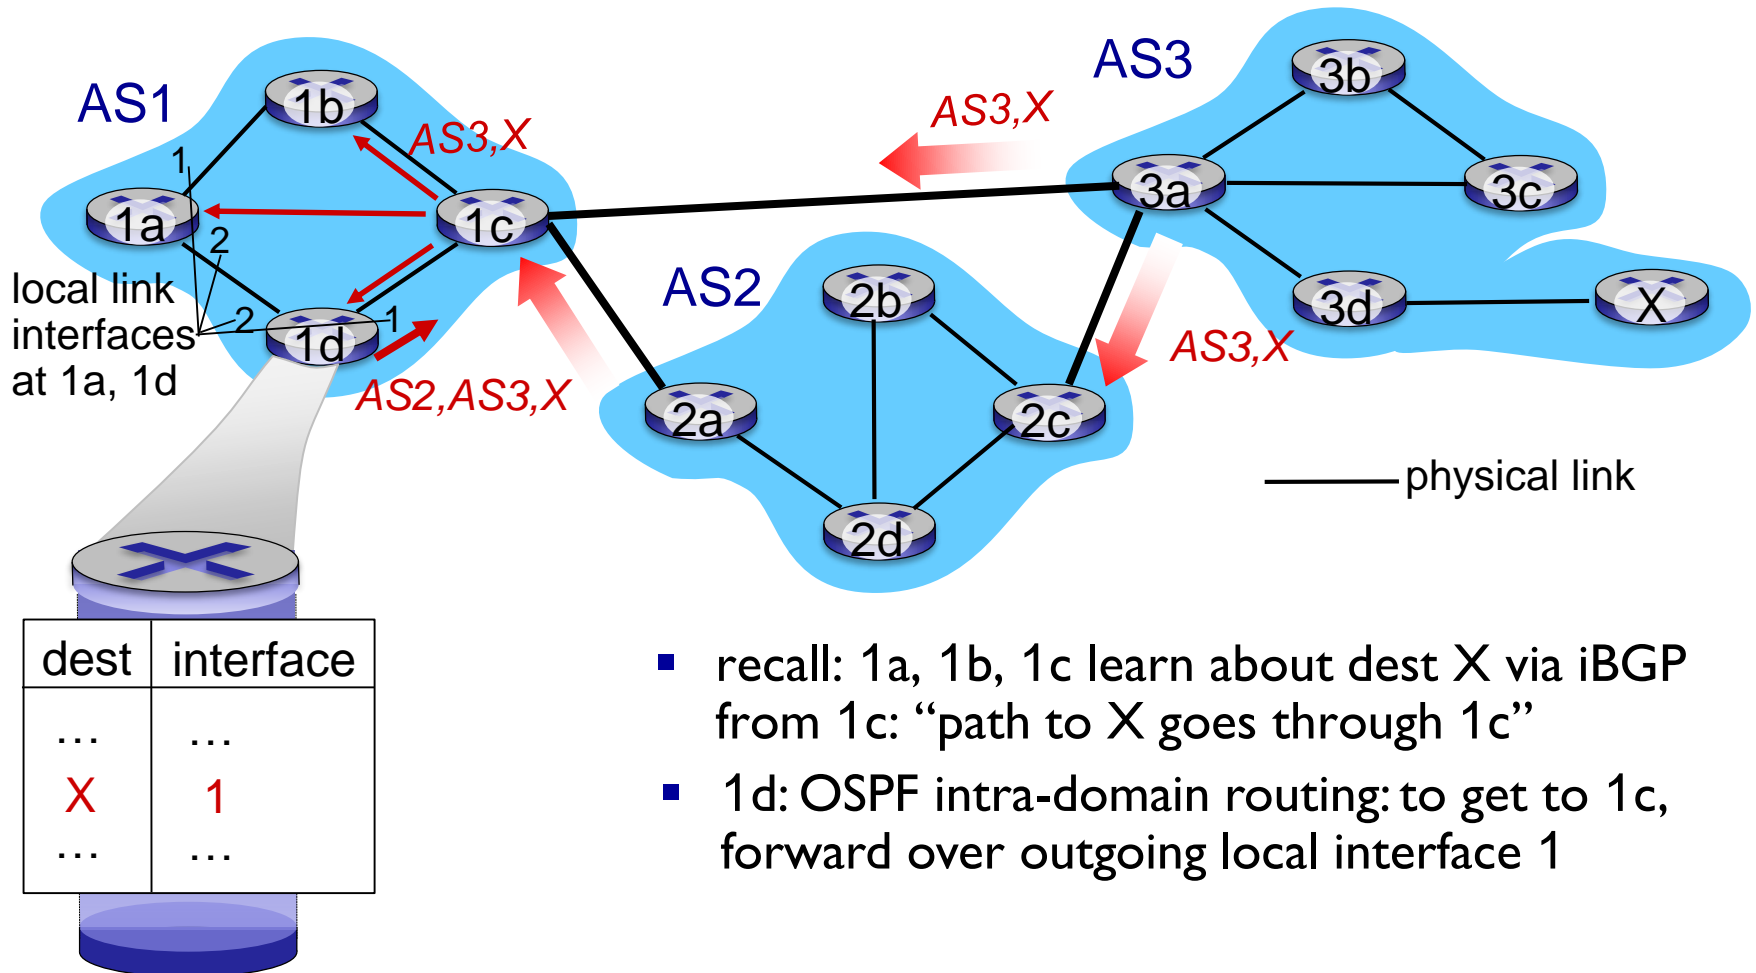 AS1
1b
AS3,X
1
1a
1c
2
local link
interfaces
at 1a, 1d
2
1
1d
AS2,AS3,X
AS3,X
AS3
3b
3a
3c
3d
X
AS3,X
AS2
2b
2a
2c
2d
physical link
dest interface
... ...
X 1
... ...
▪ recall: 1a, 1b, 1c learn about dest X via iBGP
from 1c: “path to X goes through 1c”
▪ 1d: OSPF intra-domain routing: to get to 1c,
forward over outgoing local interface 1